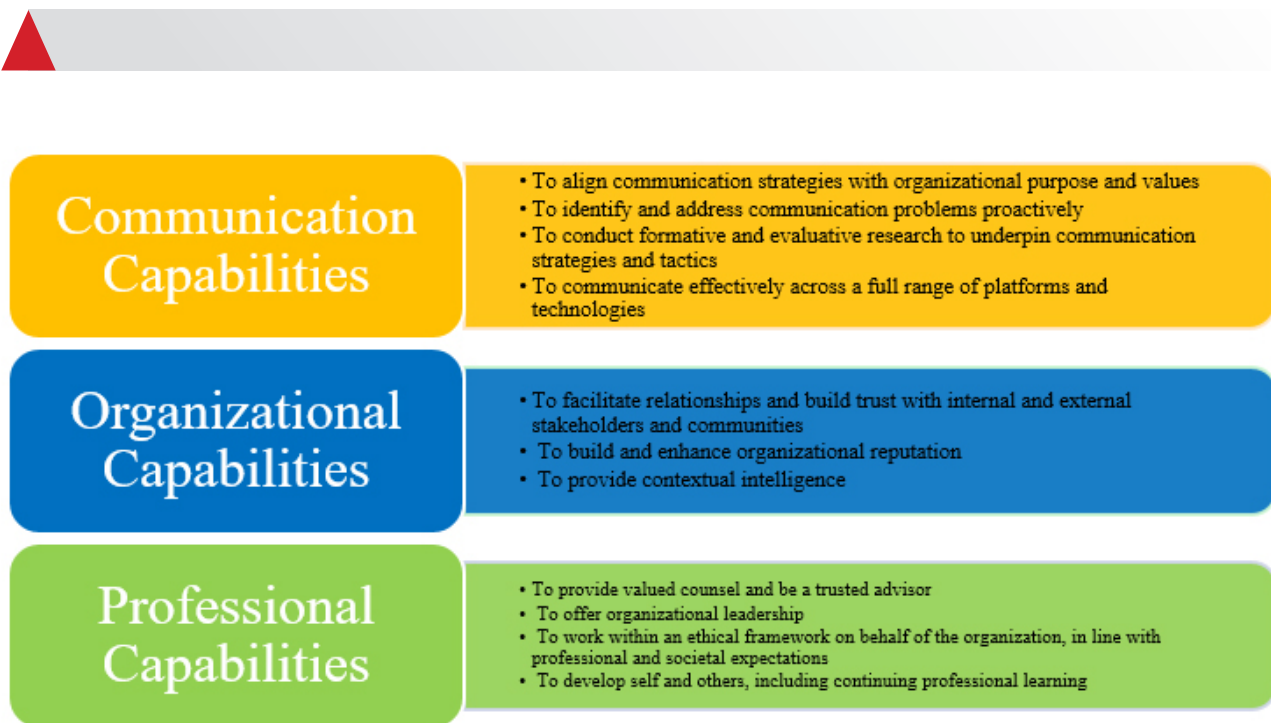 Communication
Capabilities
• To align communication strategies with organizational purpose and values
• To identify and address communication problems proactively
• To conduct formative and evaluative research to underpin communication
strategies and tactics
• To communicate effectively across a full range of platforms and
technologies
Organizational
Capabilities
• To facilitate relationships and build trust with internal and external
stakeholders and communities
• To build and enhance organizational reputation
• To provide contextual intelligence
Professional
Capabilities
• To provide valued counsel and be a trusted advisor
• To offer organizational leadership
• To work within an ethical framework on behalf of the organization, in line with
professional and societal expectations
• To develop self and others, including continuing professional learning